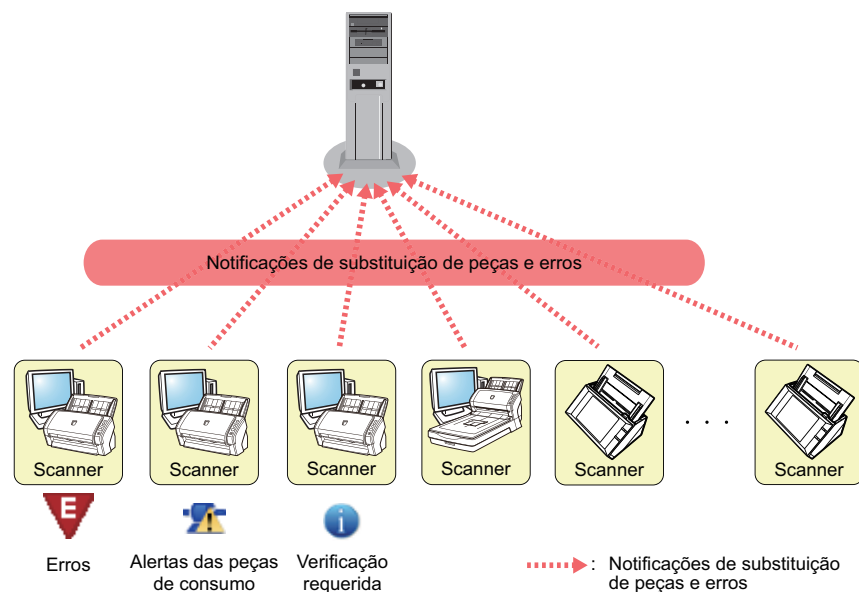 Notificações de substituição de peças e erros
Scanner
Scanner
Scanner
Scanner
Scanner
. . .
Scanner
E
i
Erros
Alertas das peças
de consumo
Verificação
requerida
: Notificações de substituição
de peças e erros